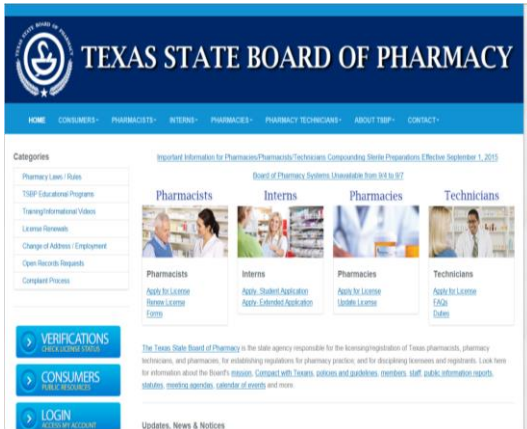 TEXAS STATE BOARD OF PHARMACY
HOME CONSUMERS PHARMACISTS INTERNS PHARMACIES PHARMACY TECHNICIANS ABOUT TSBP CONTACT
Categories
Pharmacy Laws / Rules
TSBP Educational Programs
Training/Informational Videos
License Renewals
Change of Address / Employment
Open Records Requests
Complaint Process
VERIFICATIONS
CHECK LICENSE STATUS
CONSUMERS
PUBLIC RESOURCES
LOGIN
ACCESS MY ACCOUNT
Important Information for Pharmacies/Pharmacists/Technicians Compounding Sterile Preparations Effective September 1, 2015
Board of Pharmacy Systems Unavailable from 9/4 to 9/7
Pharmacists Interns Pharmacies Technicians
Pharmacists
Apply for License
Renew License
Forms
Interns
Apply- Student Application
Apply- Extended Application
Pharmacies
Apply for License
Update License
Technicians
Apply for License
FAQs
Duties
The Texas State Board of Pharmacy is the state agency responsible for the licensing/registration of Texas pharmacists, pharmacy
technicians, and pharmacies; for establishing regulations for pharmacy practice; and for disciplining licensees and registrants. Look here
for information about the Board's mission, Compact with Texans, policies and guidelines, members, staff, public information reports,
statutes, meeting agendas, calendar of events and more.
Updates, News & Notices